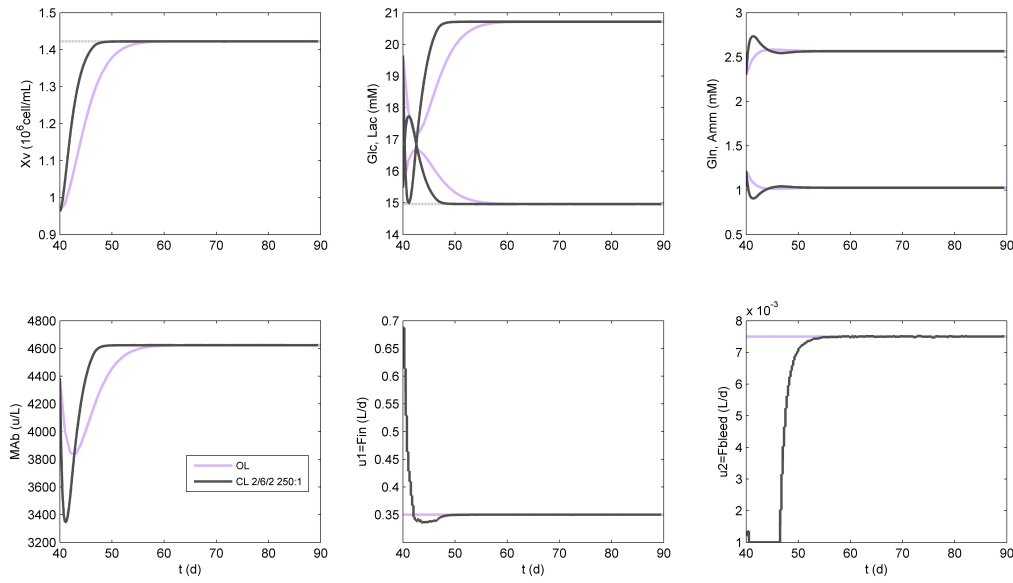 1.5
1.4
1.3
1.2
1.1
1
0.9
40 50 60 70 80 90
Xv (10^6cell/mL)
21
20
19
18
17
16
15
14
40 50 60 70 80 90
Glc, Lac (mM)
3
2.5
2
1.5
1
0.5
40 50 60 70 80 90
Gln, Amm (mM)
4800
4600
4400
4200
4000
3800
3600
3400
3200
40 50 60 70 80 90
MAb (u/L)
t (d)
OL
CL 2/6/2 250:1
0.7
0.65
0.6
0.55
0.5
0.45
0.4
0.35
40 50 60 70 80 90
u1=Fin (L/d)
t (d)
x 10^-3
8
7
6
5
4
3
2
1
40 50 60 70 80 90
u2=Fbleed (L/d)
t (d)